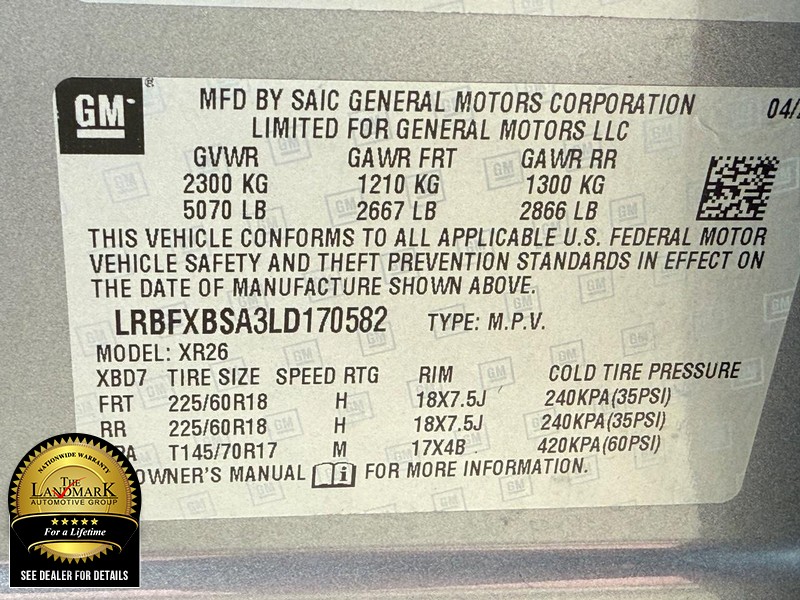 GM
MFD BY SAIC GENERAL MOTORS CORPORATION 04/
LIMITED FOR GENERAL MOTORS LLC
GVWR GAWR FRT GAWR RR
2300 KG 1210 KG 1300 KG
5070 LB 2667 LB 2866 LB
THIS VEHICLE CONFORMS TO ALL APPLICABLE U.S. FEDERAL MOTOR
VEHICLE SAFETY AND THEFT PREVENTION STANDARDS IN EFFECT ON
THE DATE OF MANUFACTURE SHOWN ABOVE.
LRBFXBSA3LD170582 TYPE: M.P.V.
MODEL: XR26
XBD7 TIRE SIZE SPEED RTG RIM COLD TIRE PRESSURE
FRT 225/60R18 H 18X7.5J 240KPA(35PSI)
RR 225/60R18 H 18X7.5J 240KPA(35PSI)
PA T145/70R17 M 17X4B 420KPA(60PSI)
OWNER'S MANUAL FOR MORE INFORMATION.
NATIONWIDE WARRANTY
THE
LANDMARK
AUTOMOTIVE GROUP
For a Lifetime
SEE DEALER FOR DETAILS